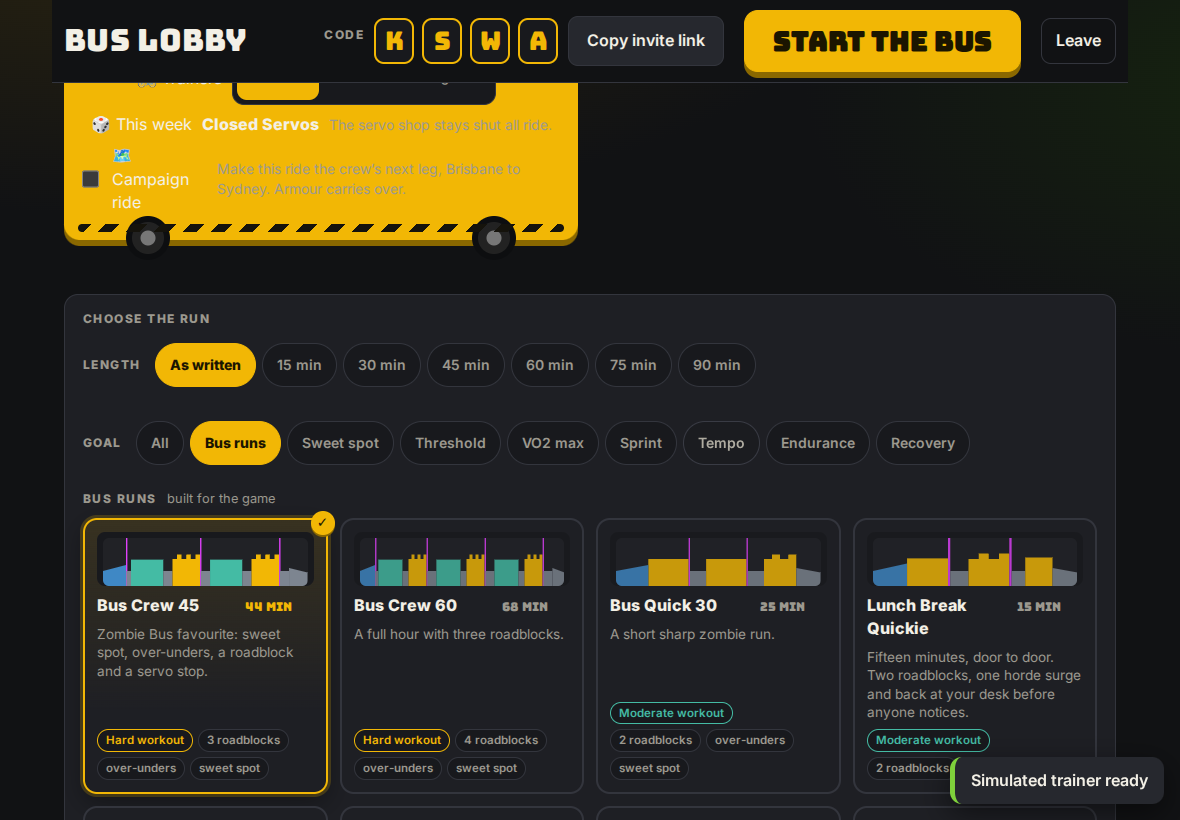 BUS LOBBY
CODE
K S W A
Copy invite link
START THE BUS
Leave
🎲 This week Closed Servos The servo shop stays shut all ride.
🗺️ Campaign ride
Make this ride the crew's next leg, Brisbane to
Sydney. Armour carries over.
CHOOSE THE RUN
LENGTH As written 15 min 30 min 45 min 60 min 75 min 90 min
GOAL All Bus runs Sweet spot Threshold VO2 max Sprint Tempo Endurance Recovery
BUS RUNS built for the game
✓
Bus Crew 45 44 MIN
Zombie Bus favourite: sweet
spot, over-unders, a roadblock
and a servo stop.
Hard workout 3 roadblocks
over-unders sweet spot
Bus Crew 60 68 MIN
A full hour with three roadblocks.
Hard workout 4 roadblocks
over-unders sweet spot
Bus Quick 30 25 MIN
A short sharp zombie run.
Moderate workout
2 roadblocks over-unders
sweet spot
Lunch Break
Quickie
15 MIN
Fifteen minutes, door to door.
Two roadblocks, one horde surge
and back at your desk before
anyone notices.
Moderate workout
2 roadblocks
Simulated trainer ready